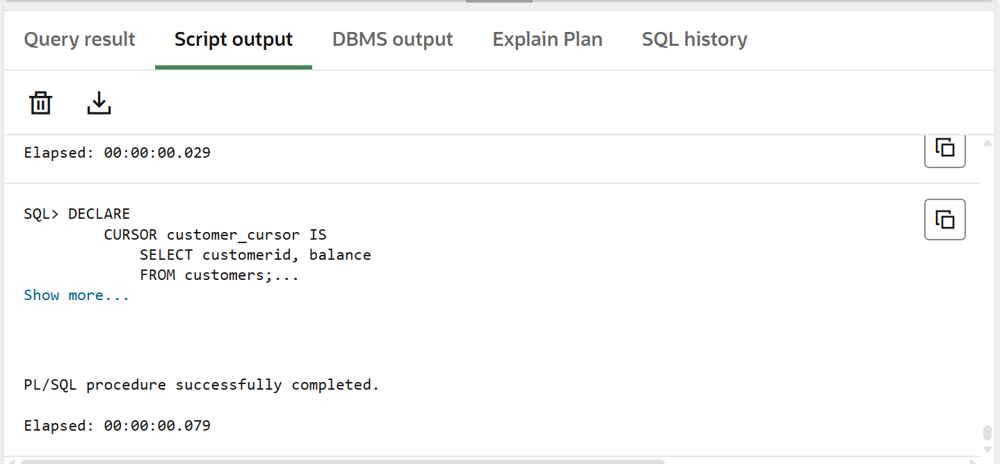 Query result Script output DBMS output Explain Plan SQL history
Elapsed: 00:00:00.029
SQL> DECLARE
CURSOR customer_cursor IS
SELECT customerid, balance
FROM customers;...
Show more...
PL/SQL procedure successfully completed.
Elapsed: 00:00:00.079